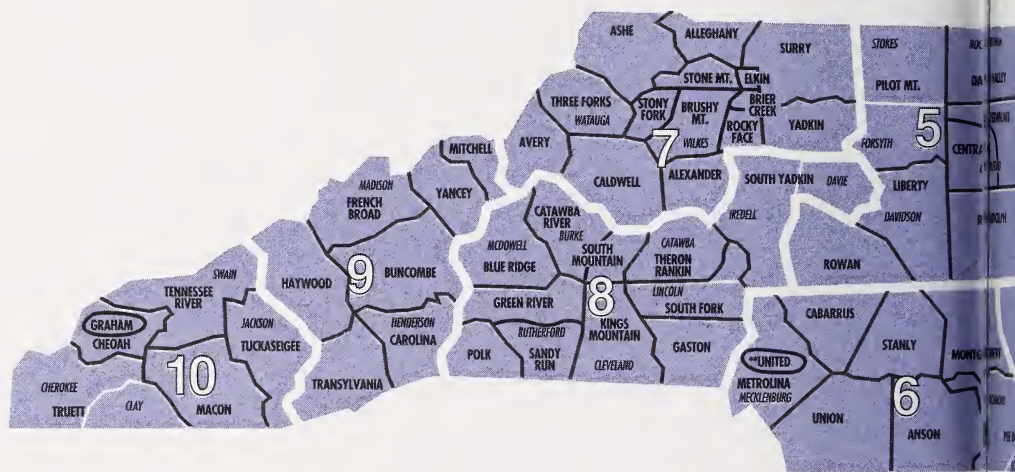 ASHE
ALLEGHANY
SURRY
STOKES
STONE MT.
ELKIN
PILOT MT.
THREE FORKS
WATAUGA
STONY
FORK
BRUSHY
MT.
WILKES
BRIER
CREEK
ROCKY
FACE
YADKIN
5
FORSYTH
AVERY
7
MITCHELL
CALDWELL
ALEXANDER
SOUTH YADKIN
DAVIE
LIBERTY
DAVIDSON
IREDELL
ROWAN
MADISON
FRENCH
BROAD
YANCEY
CATAWBA
RIVER
BURKE
MCDOWELL
BLUE RIDGE
SOUTH
MOUNTAIN
CATAWBA
THERON
RANKIN
SWAIN
TENNESSEE
RIVER
HAYWOOD
9
BUNCOMBE
GREEN RIVER
8
LINCOLN
SOUTH FORK
CABARRUS
GRAHAM
CHEOAH
JACKSON
TUCKASEIGEE
HENDERSON
CAROLINA
RUTHERFORD
KINGS
MOUNTAIN
GASTON
STANLY
**UNITED
METROLINA
MECKLENBURG
POLK
SANDY
RUN
CLEVELAND
10
TRANSYLVANIA
CHEROKEE
TRUETT
CLAY
MACON
UNION
6
ANSON